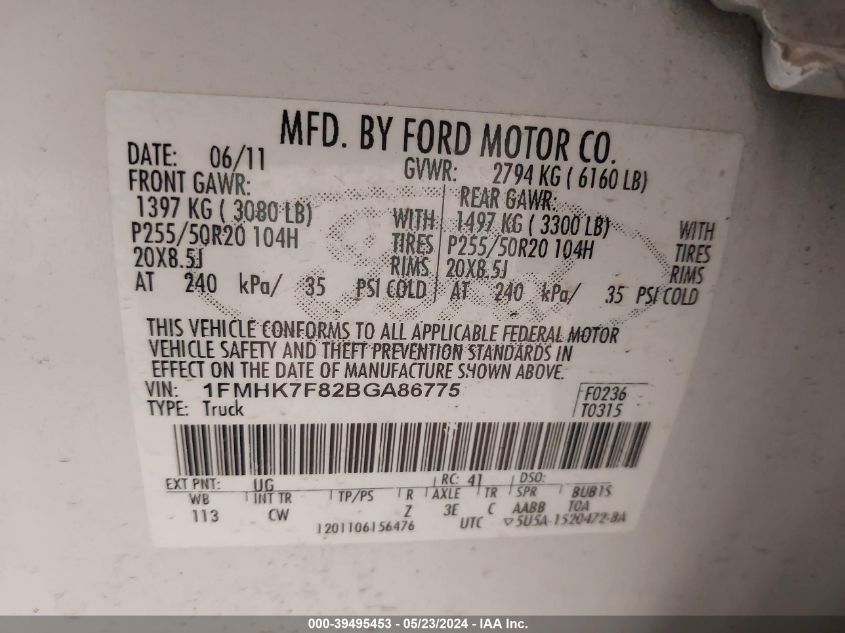 MFD. BY FORD MOTOR CO.
DATE: 06/11 GVWR: 2794 KG ( 6160 LB)
FRONT GAWR: REAR GAWR:
1397 KG ( 3080 LB) WITH 1497 KG ( 3300 LB) WITH
P255/50R20 104H TIRES P255/50R20 104H TIRES
20X8.5J RIMS 20X8.5J RIMS
AT 240 kPa/ 35 PSI COLD AT 240 kPa/ 35 PSI COLD
THIS VEHICLE CONFORMS TO ALL APPLICABLE FEDERAL MOTOR
VEHICLE SAFETY AND THEFT PREVENTION STANDARDS IN
EFFECT ON THE DATE OF MANUFACTURE SHOWN ABOVE.
VIN: 1FMHK7F82BGA86775 F0236
TYPE: Truck T0315
EXT PNT: UG RC: 41 DSO:
WB INT TR TP/PS R AXLE TR SPR BUB1S
113 CW Z 3E C AABB TOA
1201106156476 UTC 5U5A-1520472-BA
000-39495453 - 05/23/2024 - IAA Inc.